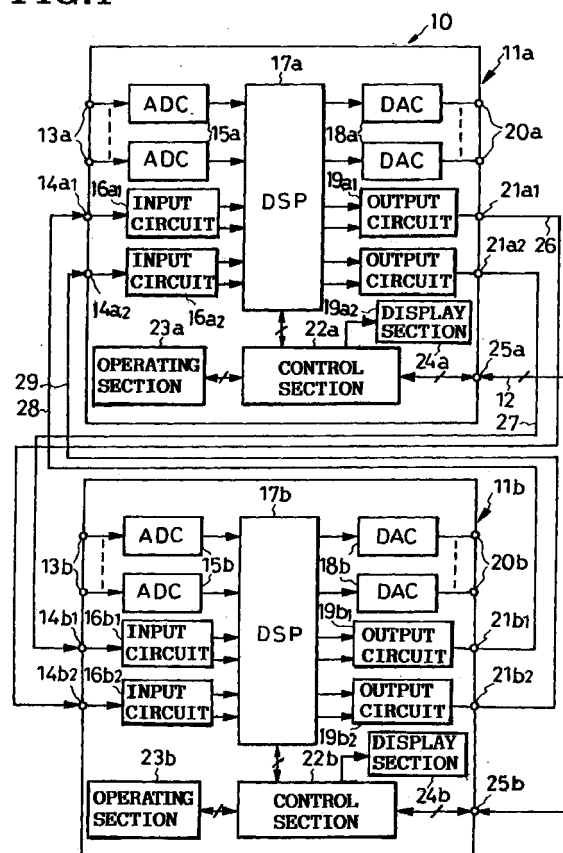 FIG.1
10
17a
11a
ADC
DAC
13a
15a
18a
20a
ADC
DAC
16a1
19a1
14a1
INPUT
CIRCUIT
DSP
OUTPUT
CIRCUIT
21a1
26
INPUT
CIRCUIT
OUTPUT
CIRCUIT
21a2
14a2
16a2
19a2
DISPLAY
SECTION
23a
22a
24a
25a
29
28
OPERATING
SECTION
CONTROL
SECTION
12
27
17b
11b
ADC
DAC
13b
15b
18b
20b
ADC
DAC
14b1
16b1
19b1
21b1
INPUT
CIRCUIT
DSP
OUTPUT
CIRCUIT
14b2
16b2
21b2
INPUT
CIRCUIT
OUTPUT
CIRCUIT
19b2
DISPLAY
SECTION
23b
22b
24b
25b
OPERATING
SECTION
CONTROL
SECTION